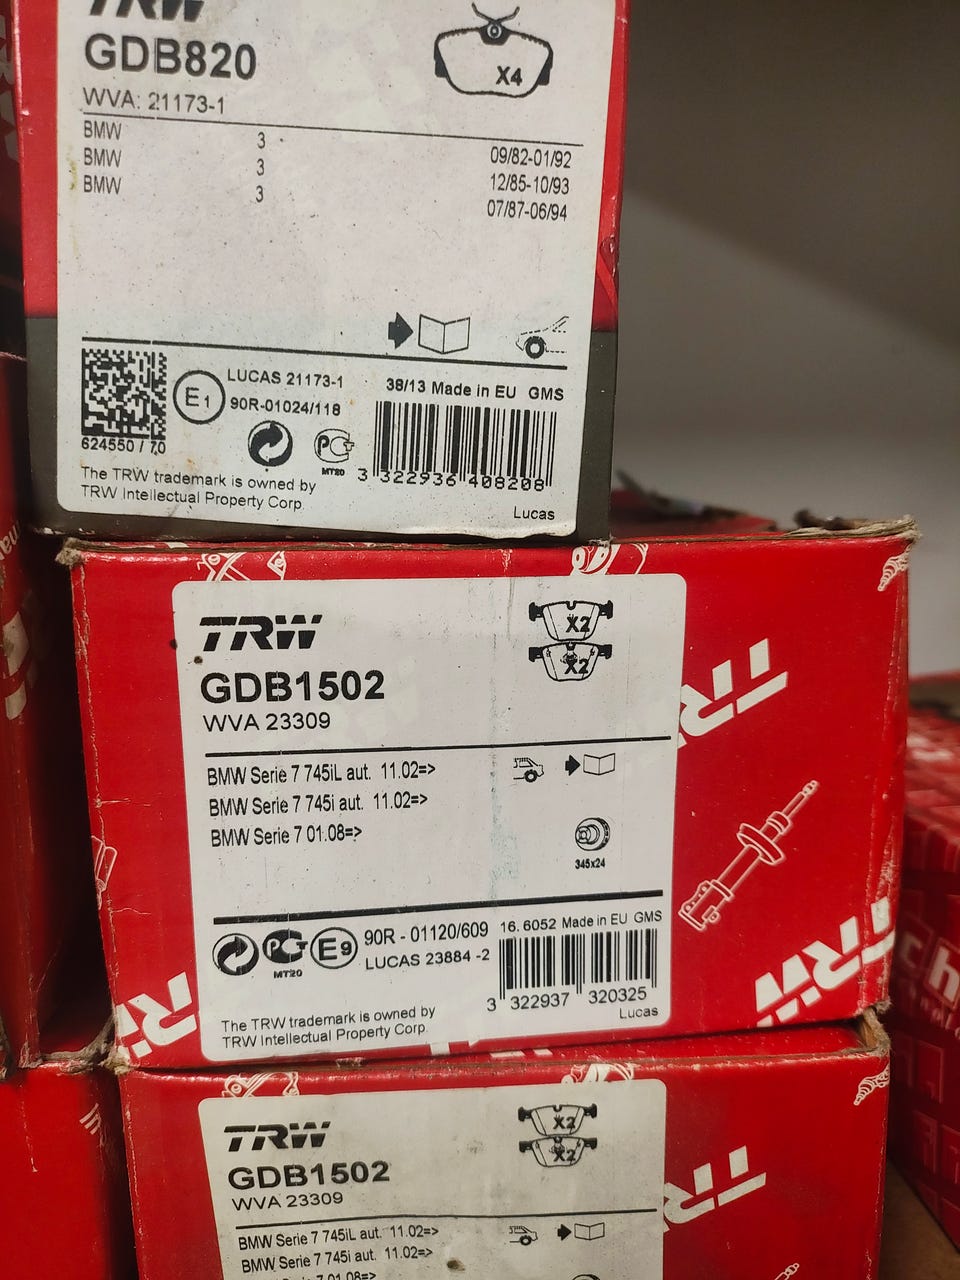 TRW
GDB820
WVA: 21173-1
X4
BMW 3 09/82-01/92
BMW 3 12/85-10/93
BMW 3 07/87-06/94
LUCAS 21173-1
E1
90R-01024/118
38/13 Made in EU GMS
624550 / 70
MT20
3 322936 408208
The TRW trademark is owned by
TRW Intellectual Property Corp.
Lucas
TRW
GDB1502
WVA 23309
X2
X2
BMW Serie 7 745iL aut. 11.02=>
BMW Serie 7 745i aut. 11.02=>
BMW Serie 7 01.08=>
345x24
E9
MT20
90R - 01120/609
LUCAS 23884 -2
16. 6052 Made in EU GMS
3 322937 320325
The TRW trademark is owned by
TRW Intellectual Property Corp.
Lucas
TRW
TRW
TRW
GDB1502
WVA 23309
X2
X2
BMW Serie 7 745iL aut. 11.02=>
BMW Serie 7 745i aut. 11.02=>
TRW